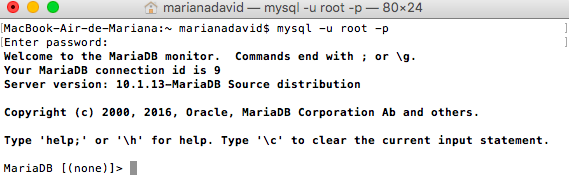 marianadavid — mysql -u root -p — 80×24
[MacBook-Air-de-Mariana:~ marianadavid$ mysql -u root -p ]
[Enter password: ]
Welcome to the MariaDB monitor.  Commands end with ; or \g.
Your MariaDB connection id is 9
Server version: 10.1.13-MariaDB Source distribution
Copyright (c) 2000, 2016, Oracle, MariaDB Corporation Ab and others.
Type 'help;' or '\h' for help. Type '\c' to clear the current input statement.
MariaDB [(none)]>